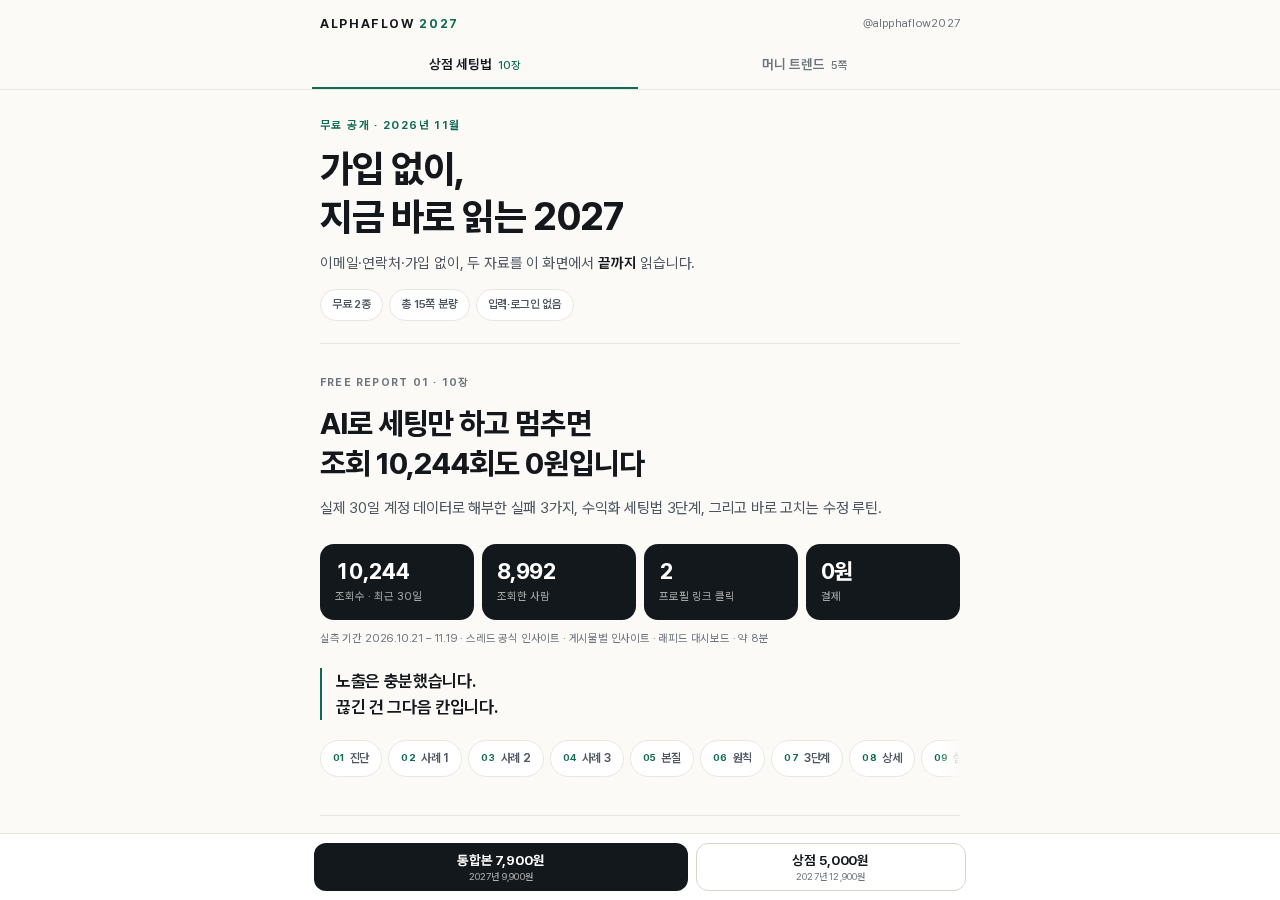 ALPHAFLOW 2027
@alpphaflow2027
상점 세팅법 10장
머니 트렌드 5쪽
무료 공개 · 2026년 11월
가입 없이,
지금 바로 읽는 2027
이메일·연락처·가입 없이, 두 자료를 이 화면에서 끝까지 읽습니다.
무료 2종
총 15쪽 분량
입력·로그인 없음
FREE REPORT 01 · 10장
AI로 세팅만 하고 멈추면
조회 10,244회도 0원입니다
실제 30일 계정 데이터로 해부한 실패 3가지, 수익화 세팅법 3단계, 그리고 바로 고치는 수정 루틴.
10,244
조회수 · 최근 30일
8,992
조회한 사람
2
프로필 링크 클릭
0원
결제
실측 기간 2026.10.21 – 11.19 · 스레드 공식 인사이트 · 게시물별 인사이트 · 래피드 대시보드 · 약 8분
노출은 충분했습니다.
끊긴 건 그다음 칸입니다.
01 진단
02 사례 1
03 사례 2
04 사례 3
05 본질
06 원칙
07 3단계
08 상세
09
통합본 7,900원
2027년 9,900원
상점 5,000원
2027년 12,900원